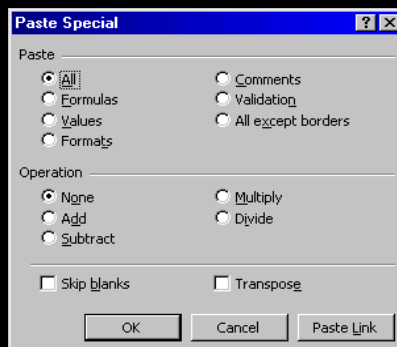 Paste Special
Paste
All
Comments
Formulas
Validation
Values
All except borders
Formats
Operation
None
Multiply
Add
Divide
Subtract
Skip blanks
Transpose
OK
Cancel
Paste Link